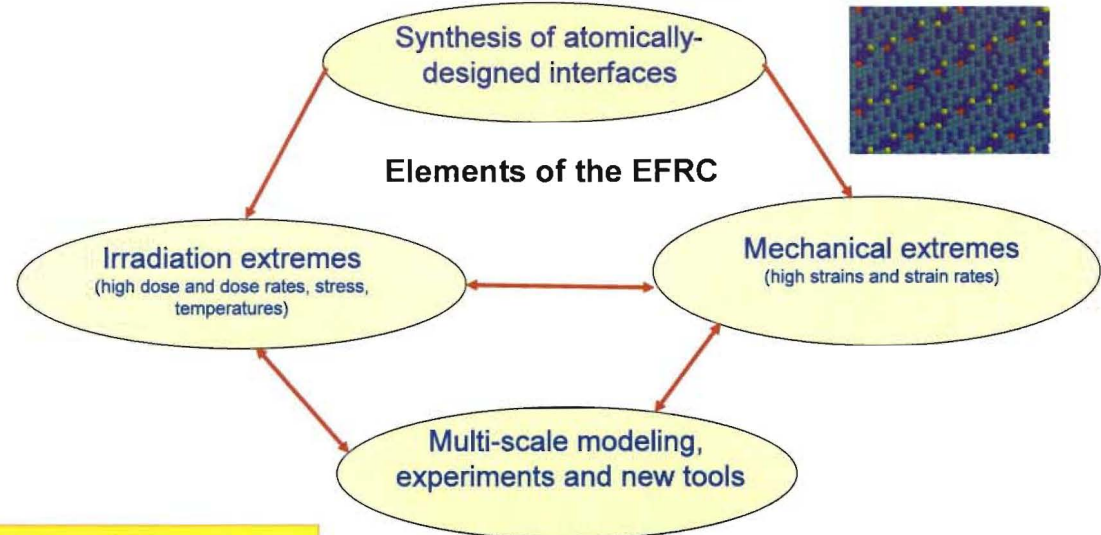 Synthesis of atomically-
designed interfaces
Elements of the EFRC
Irradiation extremes
(high dose and dose rates, stress,
temperatures)
Mechanical extremes
(high strains and strain rates)
Multi-scale modeling,
experiments and new tools